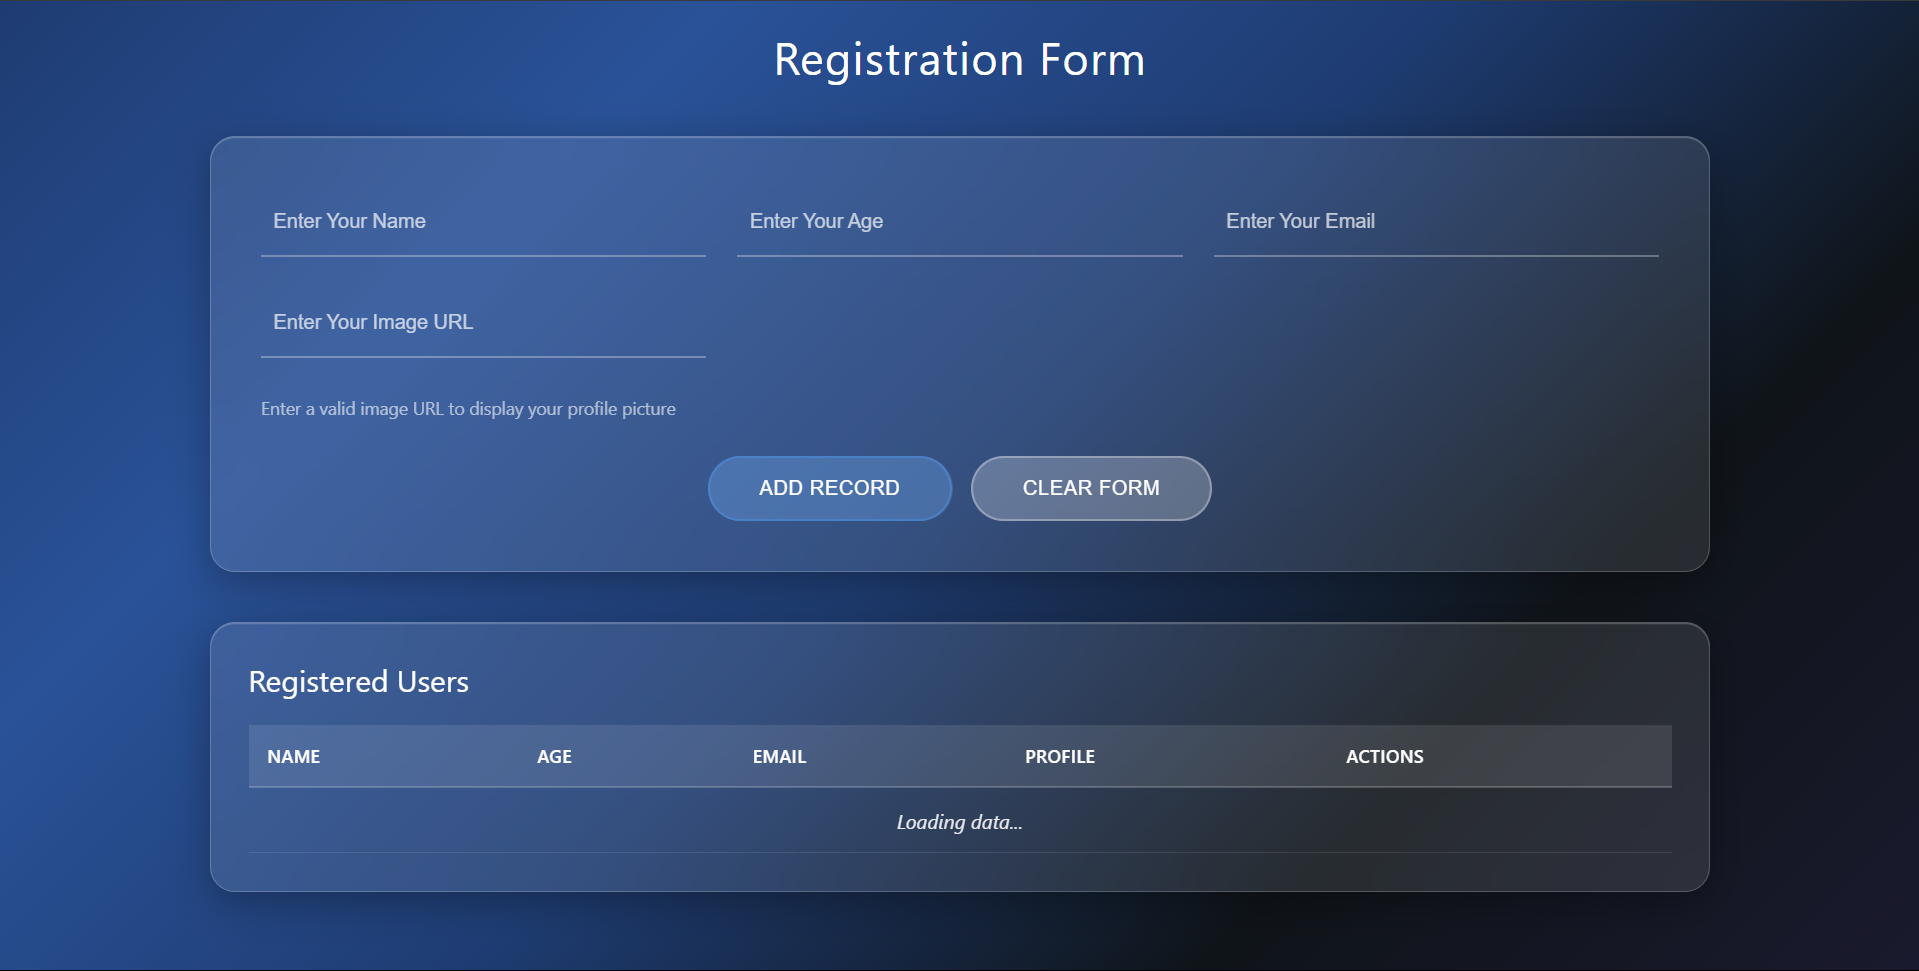 Registration Form
Enter Your Name
Enter Your Age
Enter Your Email
Enter Your Image URL
Enter a valid image URL to display your profile picture
ADD RECORD
CLEAR FORM
Registered Users
NAME AGE EMAIL PROFILE ACTIONS
Loading data...